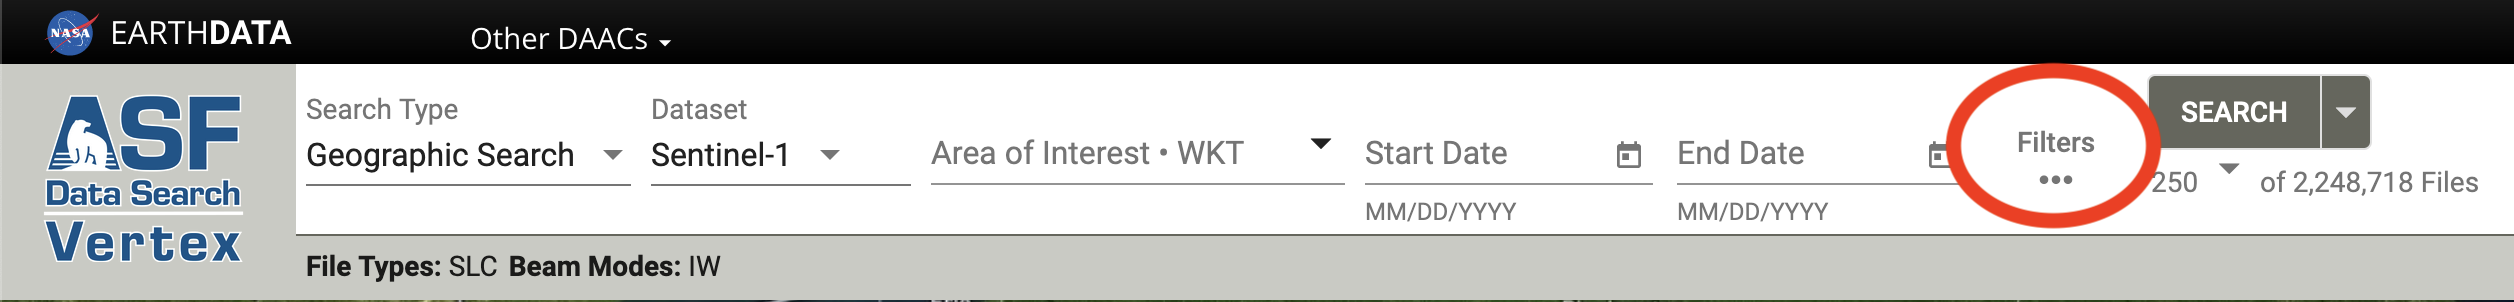 NASA EARTHDATA Other DAACs
ASF
Data Search
Vertex
Search Type Dataset
Geographic Search Sentinel-1 Area of Interest • WKT Start Date End Date Filters SEARCH
MM/DD/YYYY MM/DD/YYYY 250 of 2,248,718 Files
File Types: SLC Beam Modes: IW